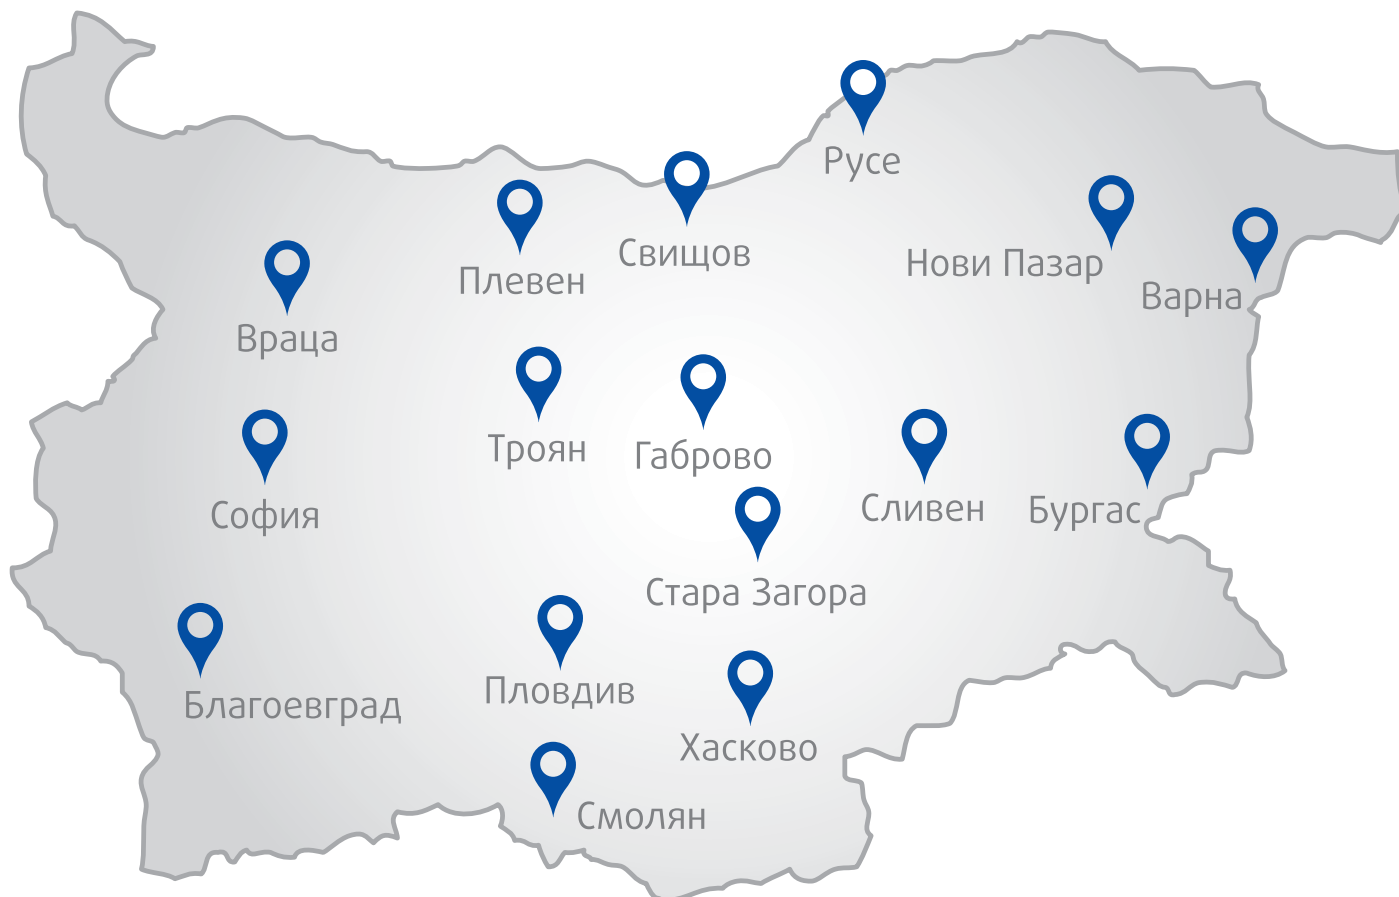 Русе
Свищов
Нови Пазар
Плевен
Варна
Враца
Троян
Габрово
Сливен
Бургас
София
Стара Загора
Пловдив
Благоевград
Хасково
Смолян